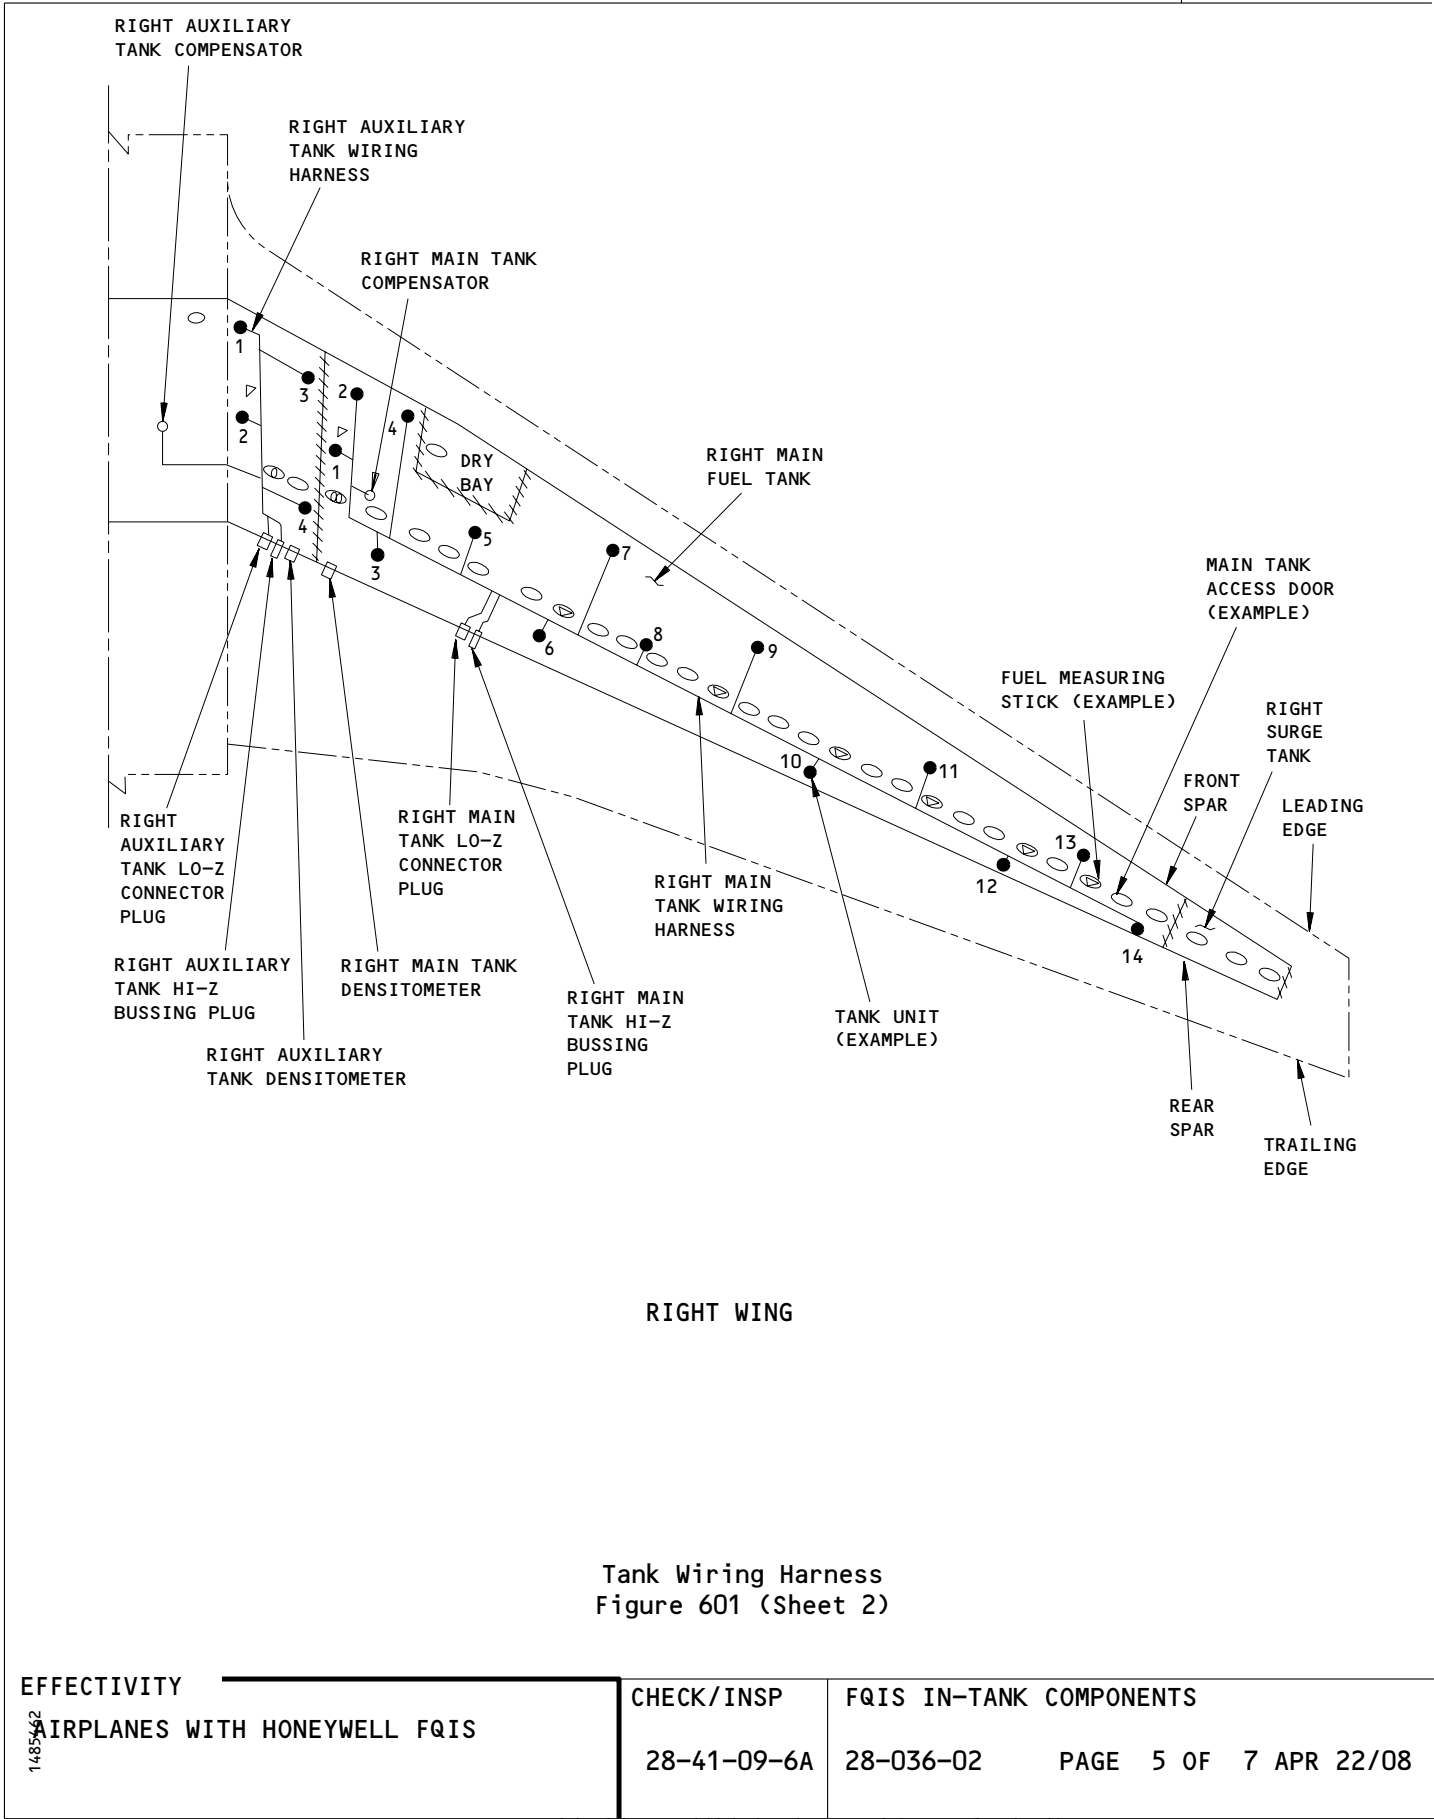 RIGHT AUXILIARY
TANK COMPENSATOR
RIGHT AUXILIARY
TANK WIRING
HARNESS
RIGHT MAIN TANK
COMPENSATOR
1
3
2
2
4
1
4
3
DRY
BAY
RIGHT MAIN
FUEL TANK
5
7
6
8
9
MAIN TANK
ACCESS DOOR
(EXAMPLE)
FUEL MEASURING
STICK (EXAMPLE)
RIGHT
SURGE
TANK
10
11
FRONT
SPAR
LEADING
EDGE
13
12
14
RIGHT
AUXILIARY
TANK LO-Z
CONNECTOR
PLUG
RIGHT MAIN
TANK LO-Z
CONNECTOR
PLUG
RIGHT MAIN
TANK WIRING
HARNESS
RIGHT AUXILIARY
TANK HI-Z
BUSSING PLUG
RIGHT MAIN TANK
DENSITOMETER
RIGHT MAIN
TANK HI-Z
BUSSING
PLUG
TANK UNIT
(EXAMPLE)
RIGHT AUXILIARY
TANK DENSITOMETER
REAR
SPAR
TRAILING
EDGE
RIGHT WING
Tank Wiring Harness
Figure 601 (Sheet 2)
EFFECTIVITY
AIRPLANES WITH HONEYWELL FQIS
1485462
CHECK/INSP
28-41-09-6A
FQIS IN-TANK COMPONENTS
28-036-02 PAGE 5 OF 7 APR 22/08